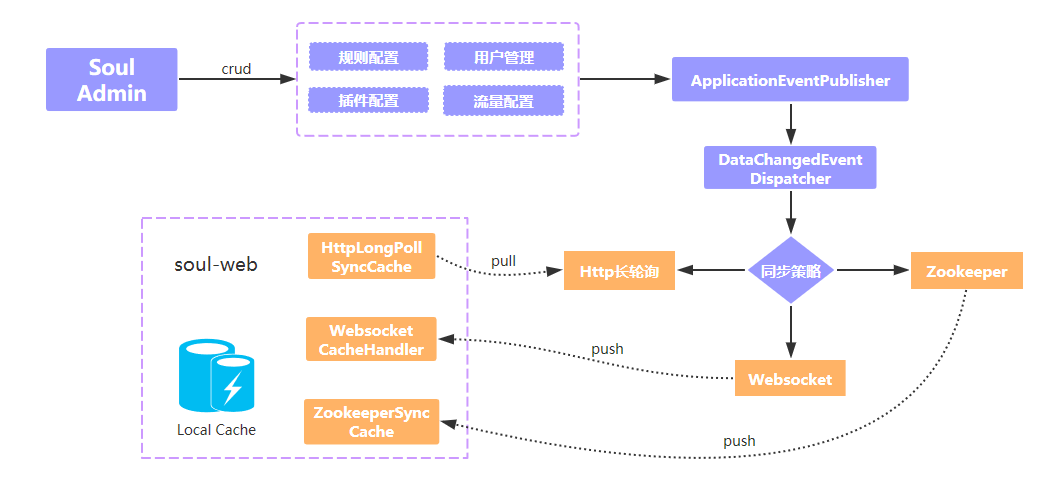 Soul
Admin
crud
规则配置
用户管理
插件配置
流量配置
ApplicationEventPublisher
DataChangedEvent
Dispatcher
同步策略
Http长轮询
Zookeeper
Websocket
pull
push
push
soul-web
HttpLongPoll
SyncCache
Websocket
CacheHandler
ZookeeperSync
Cache
Local Cache